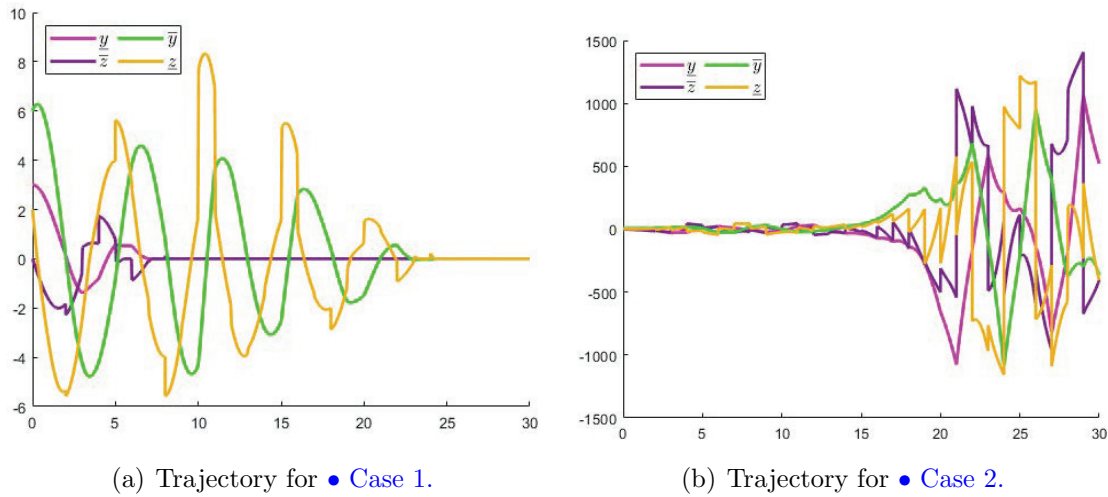 10
8
6
4
2
0
-2
-4
-6
0 5 10 15 20 25 30
y̲ y̅
z̅ z̲
(a) Trajectory for • Case 1.
1500
1000
500
0
-500
-1000
-1500
0 5 10 15 20 25 30
y̲ y̅
z̅ z̲
(b) Trajectory for • Case 2.